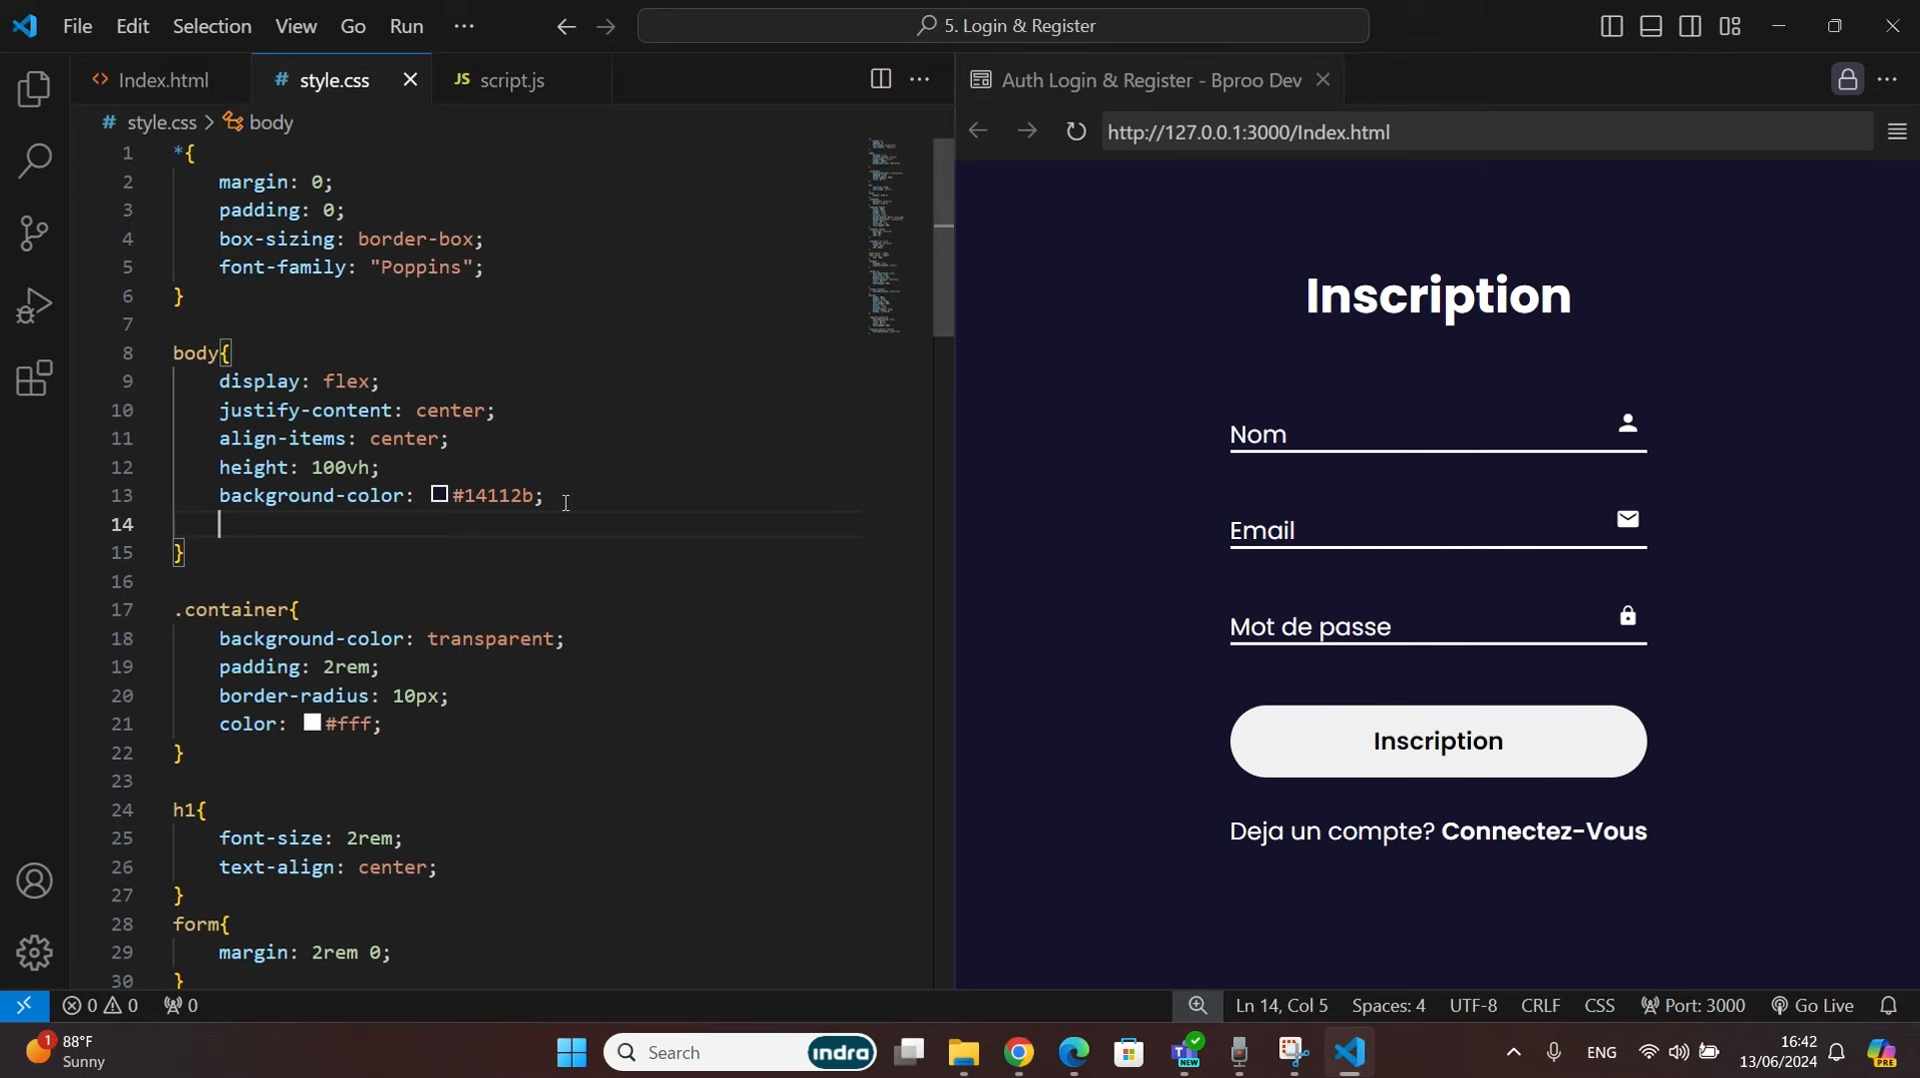 File Edit Selection View Go Run ··· 5. Login & Register
Index.html # style.css JS script.js ···
# style.css > body
1 *{
2 margin: 0;
3 padding: 0;
4 box-sizing: border-box;
5 font-family: "Poppins";
6 }
7
8 body{
9 display: flex;
10 justify-content: center;
11 align-items: center;
12 height: 100vh;
13 background-color: #14112b;
14
15 }
16
17 .container{
18 background-color: transparent;
19 padding: 2rem;
20 border-radius: 10px;
21 color: #fff;
22 }
23
24 h1{
25 font-size: 2rem;
26 text-align: center;
27 }
28 form{
29 margin: 2rem 0;
30 }
Auth Login & Register - Bproo Dev
http://127.0.0.1:3000/Index.html
Inscription
Nom
Email
Mot de passe
Inscription
Deja un compte? Connectez-Vous
0 0 0 Ln 14, Col 5 Spaces: 4 UTF-8 CRLF CSS Port: 3000 Go Live
1 88°F
Sunny
Search indra NEW ENG 16:42 PRE
13/06/2024